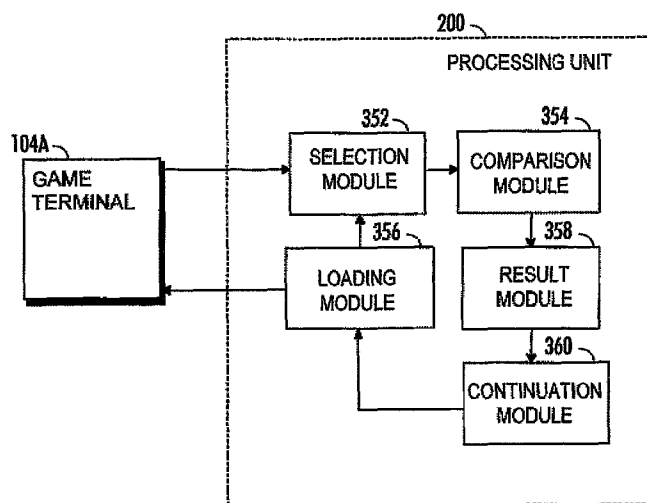 200
PROCESSING UNIT
104A
GAME
TERMINAL
352
SELECTION
MODULE
354
COMPARISON
MODULE
356
LOADING
MODULE
358
RESULT
MODULE
360
CONTINUATION
MODULE